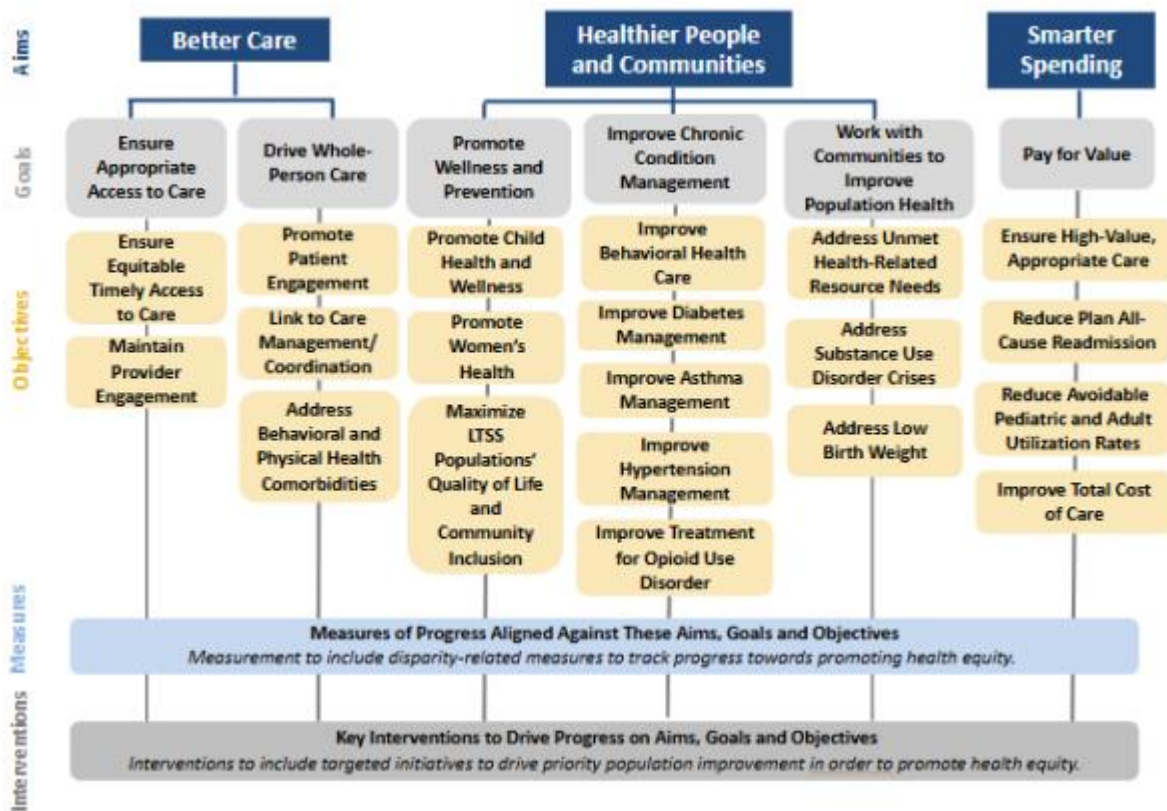 Aims
Better Care
Healthier People
and Communities
Smarter
Spending
Goals
Ensure
Appropriate
Access to Care
Drive Whole-
Person Care
Promote
Wellness and
Prevention
Improve Chronic
Condition
Management
Work with
Communities to
Improve
Population Health
Pay for Value
Objectives
Ensure
Equitable
Timely Access
to Care
Maintain
Provider
Engagement
Promote
Patient
Engagement
Link to Care
Management/
Coordination
Address
Behavioral and
Physical Health
Comorbidities
Promote Child
Health and
Wellness
Promote
Women's
Health
Maximize
LTSS
Populations'
Quality of Life
and
Community
Inclusion
Improve
Behavioral Health
Care
Improve Diabetes
Management
Improve Asthma
Management
Improve
Hypertension
Management
Improve Treatment
for Opioid Use
Disorder
Address Unmet
Health-Related
Resource Needs
Address
Substance Use
Disorder Crises
Address Low
Birth Weight
Ensure High-Value,
Appropriate Care
Reduce Plan All-
Cause Readmission
Reduce Avoidable
Pediatric and Adult
Utilization Rates
Improve Total Cost
of Care
Measures
Measures of Progress Aligned Against These Aims, Goals and Objectives
Measurement to include disparity-related measures to track progress towards promoting health equity.
Interventions
Key Interventions to Drive Progress on Aims, Goals and Objectives
Interventions to include targeted initiatives to drive priority population improvement in order to promote health equity.